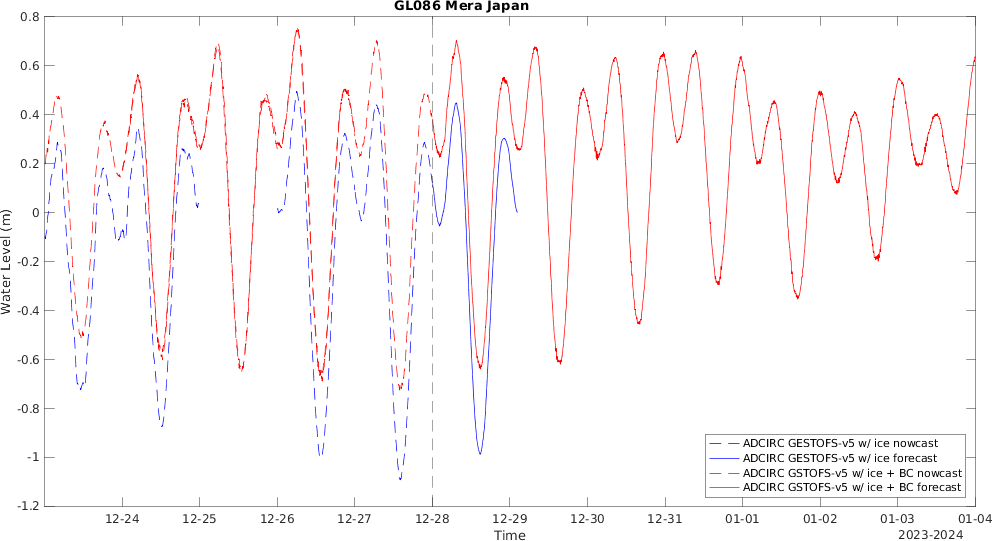 GL086 Mera Japan
0.8
0.6
0.4
0.2
0
-0.2
-0.4
-0.6
-0.8
-1
-1.2
Water Level (m)
ADCIRC GESTOFS-v5 w/ ice nowcast
ADCIRC GESTOFS-v5 w/ ice forecast
ADCIRC GSTOFS-v5 w/ ice + BC nowcast
ADCIRC GSTOFS-v5 w/ ice + BC forecast
12-24 12-25 12-26 12-27 12-28 12-29 12-30 12-31 01-01 01-02 01-03 01-04
Time
2023-2024